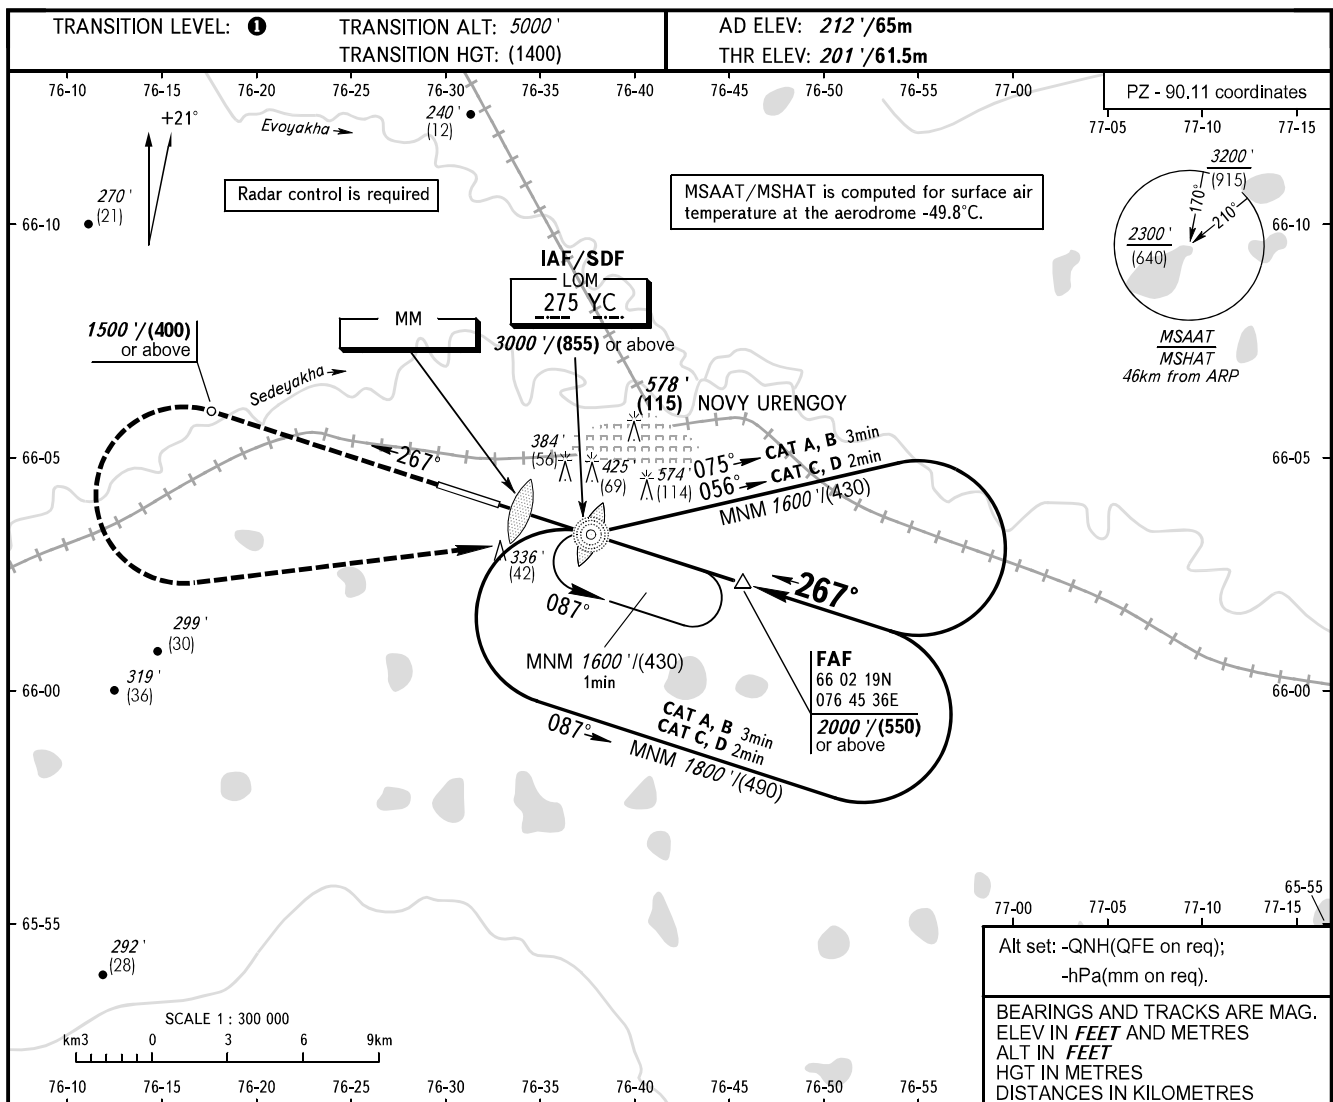 TRANSITION LEVEL: ❶
TRANSITION ALT: 5000'
TRANSITION HGT: (1400)
AD ELEV: 212'/65m
THR ELEV: 201'/61.5m
76-10 76-15 76-20 76-25 76-30 76-35 76-40 76-45 76-50 76-55 77-00
PZ - 90.11 coordinates
77-05 77-10 77-15
+21°
Evoyakha
240'
(12)
270'
(21)
Radar control is required
MSAAT/MSHAT is computed for surface air
temperature at the aerodrome -49.8°C.
3200'
(915)
170°
210°
2300'
(640)
MSAAT
MSHAT
46km from ARP
66-10
66-10
IAF/SDF
LOM
275 YC
3000'/(855) or above
MM
1500'/(400)
or above
Sedeyakha
578'
(115)
NOVY URENGOY
384'
(56)
425'
(69)
574'
(114)
075° CAT A, B 3min
056° CAT C, D 2min
MNM 1600'/(430)
66-05
66-05
267°
336'
(42)
087°
267°
MNM 1600'/(430)
1min
FAF
66 02 19N
076 45 36E
2000'/(550)
or above
299'
(30)
319'
(36)
66-00
66-00
CAT A, B 3min
CAT C, D 2min
087°
MNM 1800'/(490)
65-55
65-55
77-00 77-05 77-10 77-15
292'
(28)
Alt set: -QNH(QFE on req);
-hPa(mm on req).
BEARINGS AND TRACKS ARE MAG.
ELEV IN FEET AND METRES
ALT IN FEET
HGT IN METRES
DISTANCES IN KILOMETRES
SCALE 1 : 300 000
km3 0 3 6 9km
76-10 76-15 76-20 76-25 76-30 76-35 76-40 76-45 76-50 76-55